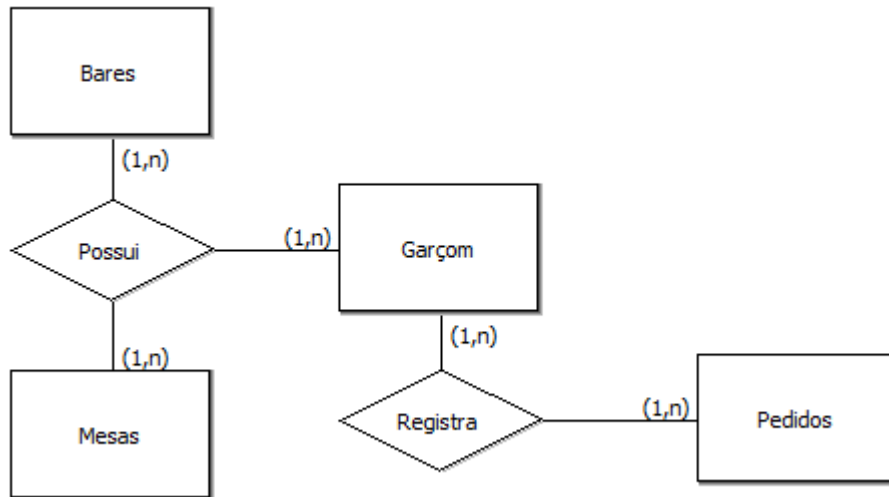 Bares
(1,n)
Possui
(1,n)
Garçom
(1,n)
Mesas
(1,n)
Registra
(1,n)
Pedidos